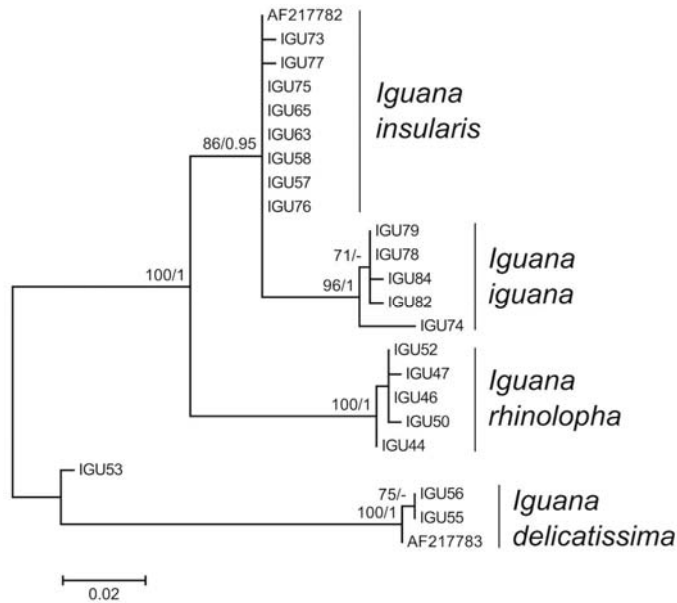 AF217782
IGU73
IGU77
IGU75
IGU65
IGU63
IGU58
IGU57
IGU76
Iguana
insularis
86/0.95
IGU79
IGU78
IGU84
IGU82
IGU74
Iguana
iguana
71/-
96/1
100/1
IGU52
IGU47
IGU46
IGU50
IGU44
Iguana
rhinolopha
100/1
IGU53
IGU56
IGU55
AF217783
Iguana
delicatissima
75/-
100/1
0.02